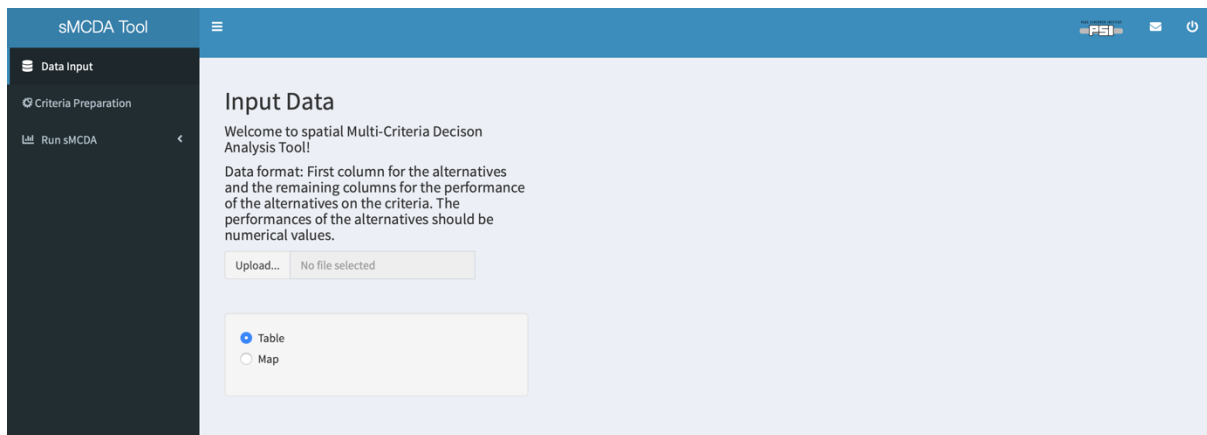 sMCDA Tool
PSI
Data Input
Criteria Preparation
Run sMCDA
Input Data
Welcome to spatial Multi-Criteria Decison
Analysis Tool!
Data format: First column for the alternatives
and the remaining columns for the performance
of the alternatives on the criteria. The
performances of the alternatives should be
numerical values.
Upload... No file selected
Table
Map